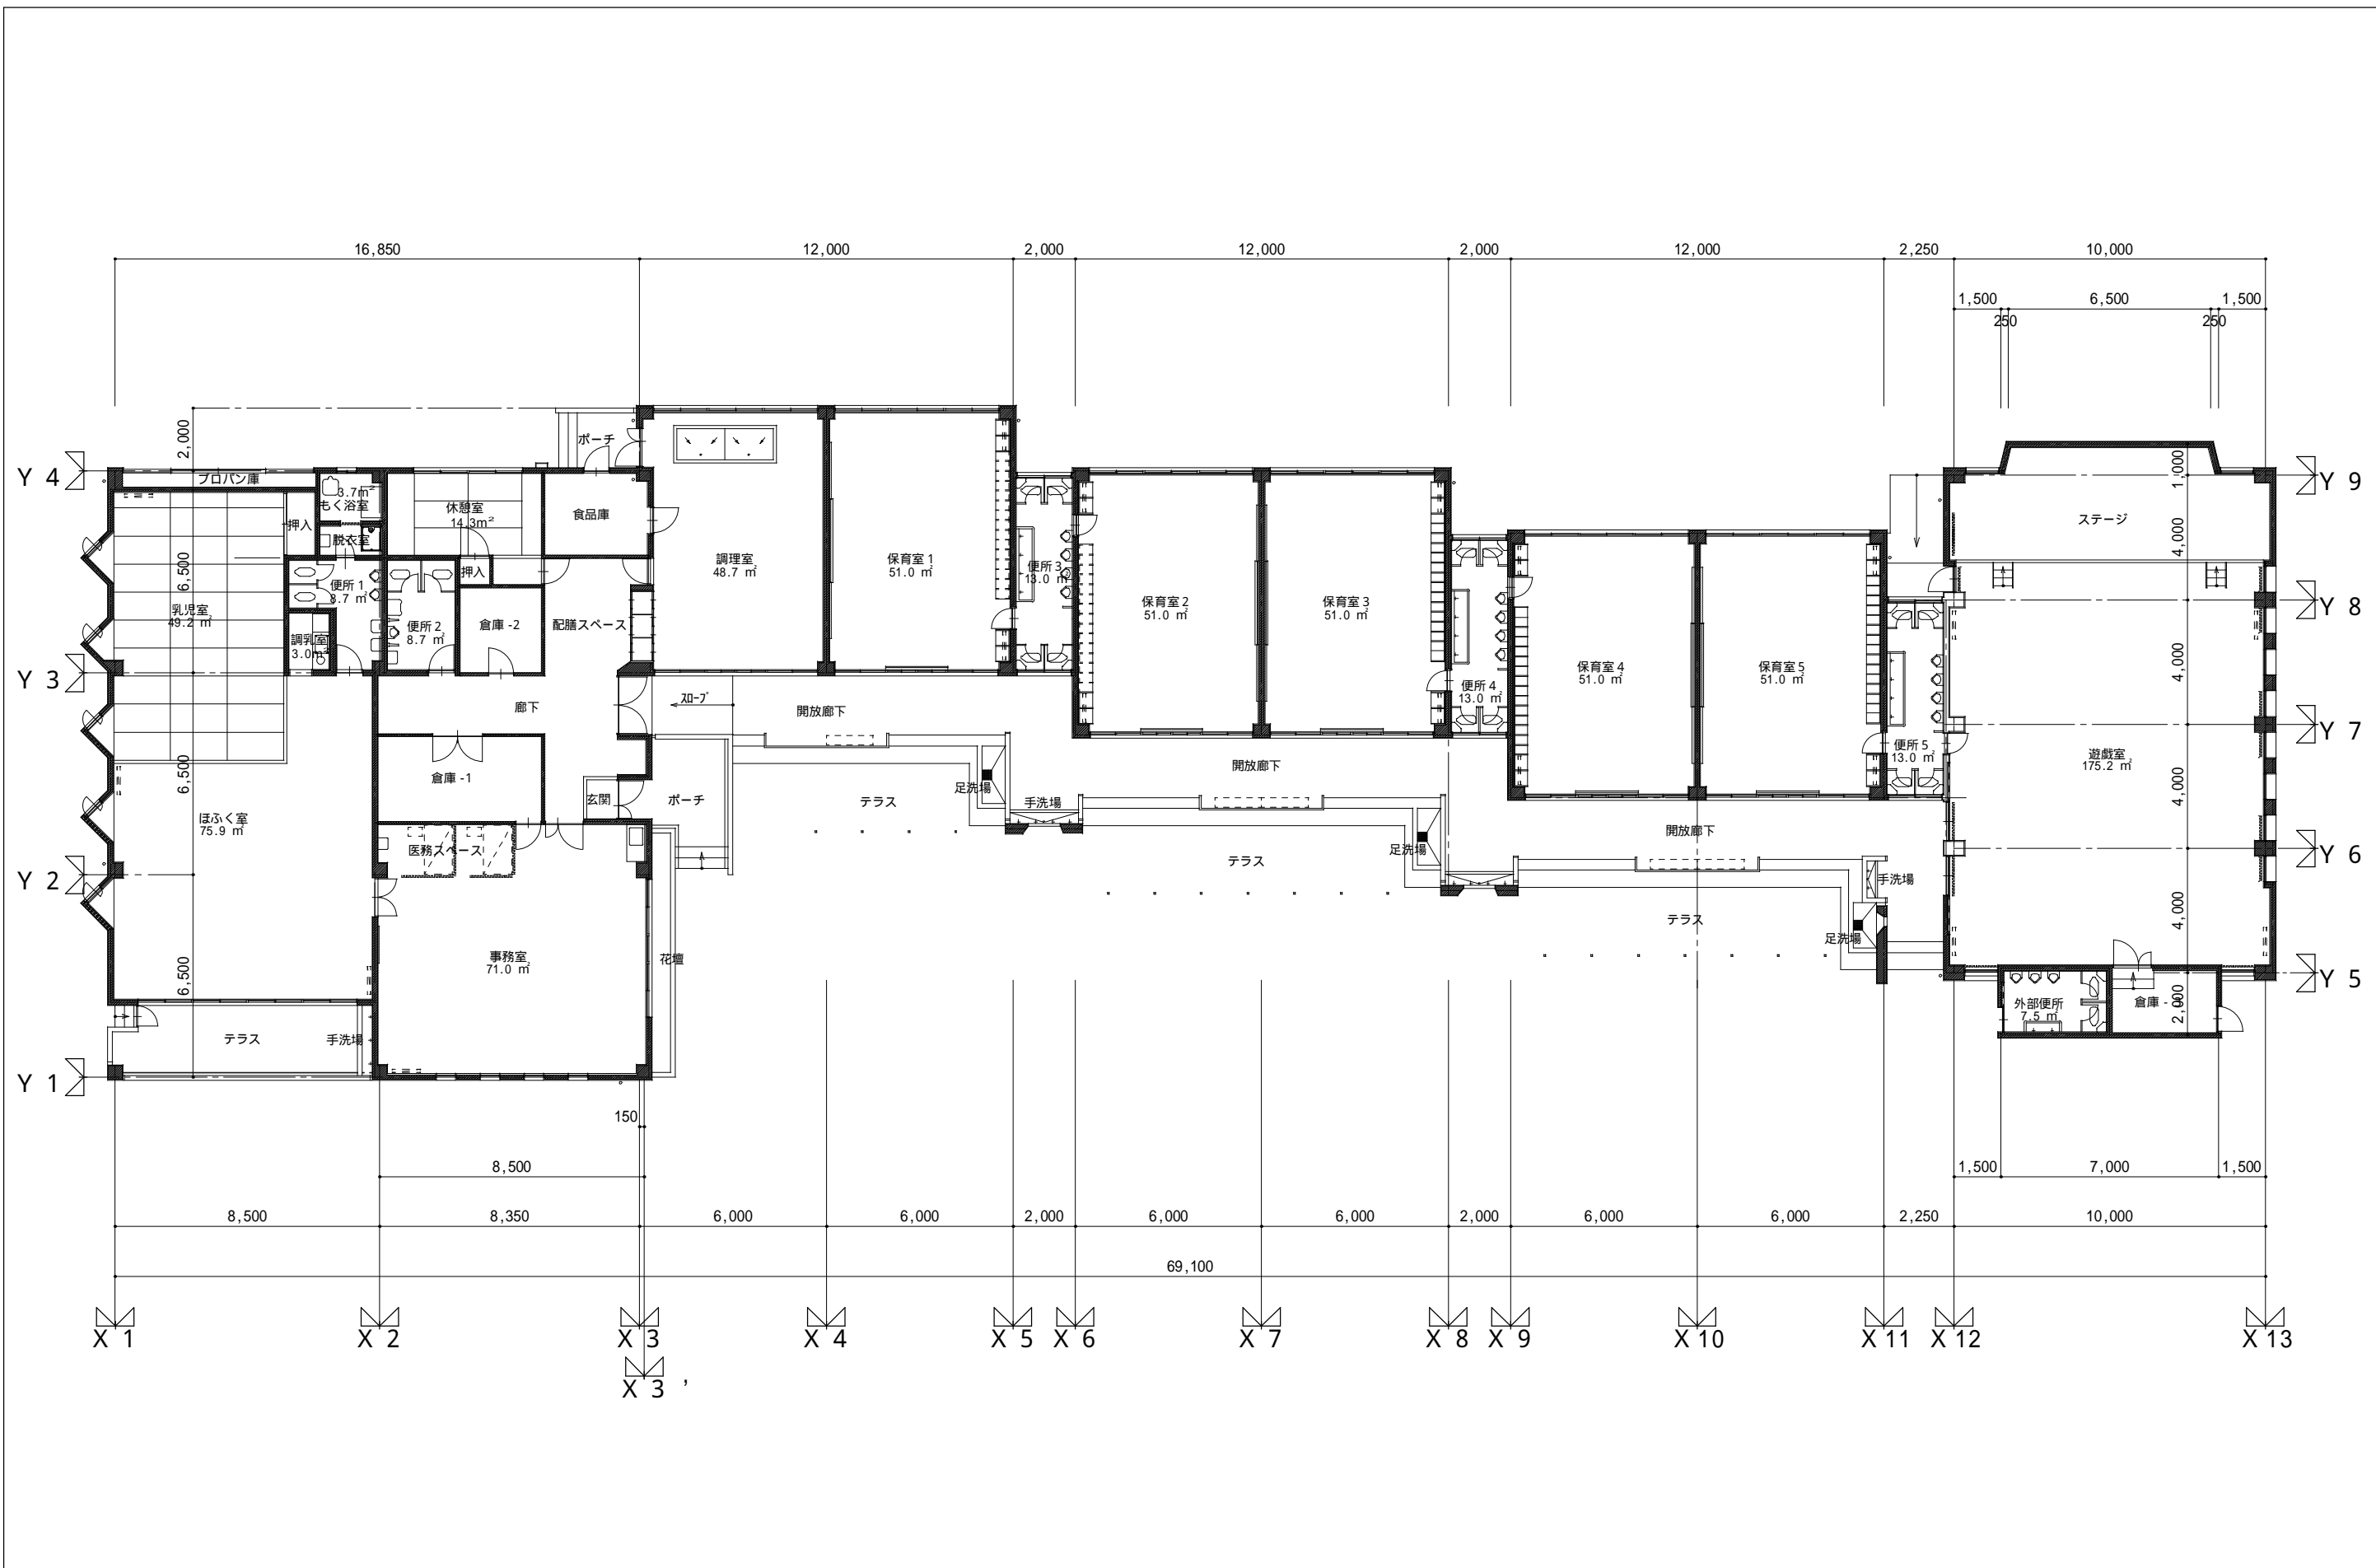 16,850 12,000 2,000 12,000 2,000 12,000 2,250 10,000
1,500 6,500 1,500
250 250
2,000
ポーチ
Y 4
プロパン庫
3.7m²
もく浴室
休憩室
14.3m²
食品庫
押入
脱衣室
6,500
調理室
48.7 ㎡
保育室1
51.0 ㎡
便所3
13.0 ㎡
押入
便所1
8.7 ㎡
乳児室
49.2 ㎡
調乳室
3.0m²
便所2
8.7 ㎡
倉庫 -2
配膳スペース
保育室2
51.0 ㎡
保育室3
51.0 ㎡
便所4
13.0 ㎡
保育室4
51.0 ㎡
保育室5
51.0 ㎡
便所5
13.0 ㎡
1,000
Y 9
ステージ
4,000
Y 8
4,000
Y 7
遊戯室
175.2 ㎡
4,000
Y 6
4,000
Y 5
2,000
外部便所
7.5 ㎡
倉庫 -
Y 3
廊下
スロープ
開放廊下
6,500
倉庫 -1
玄関
ポーチ
テラス
足洗場
手洗場
開放廊下
ほふく室
75.9 ㎡
医務スペース
テラス
足洗場
開放廊下
手洗場
Y 2
テラス
足洗場
事務室
71.0 ㎡
花壇
6,500
テラス
手洗場
Y 1
150
8,500
1,500 7,000 1,500
8,500 8,350 6,000 6,000 2,000 6,000 6,000 2,000 6,000 6,000 2,250 10,000
69,100
X 1 X 2 X 3 X 4 X 5 X 6 X 7 X 8 X 9 X 10 X 11 X 12 X 13
X 3 ’